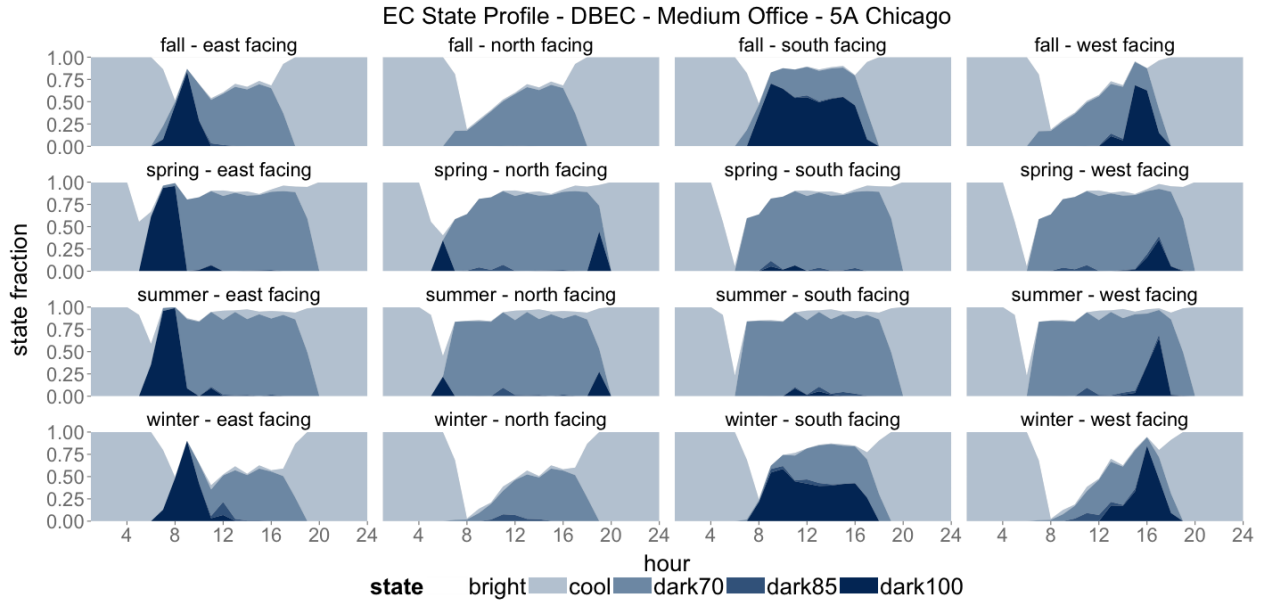 EC State Profile - DBEC - Medium Office - 5A Chicago
fall - east facing
fall - north facing
fall - south facing
fall - west facing
1.00
0.75
0.50
0.25
0.00
spring - east facing
spring - north facing
spring - south facing
spring - west facing
1.00
0.75
0.50
0.25
0.00
state fraction
summer - east facing
summer - north facing
summer - south facing
summer - west facing
1.00
0.75
0.50
0.25
0.00
winter - east facing
winter - north facing
winter - south facing
winter - west facing
1.00
0.75
0.50
0.25
0.00
4 8 12 16 20 24
4 8 12 16 20 24
4 8 12 16 20 24
4 8 12 16 20 24
hour
state bright cool dark70 dark85 dark100